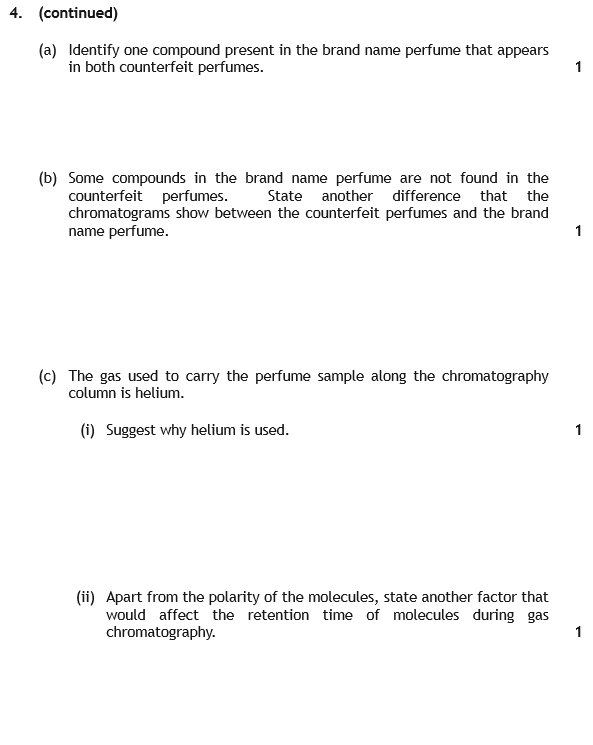 4. (continued)
(a) Identify one compound present in the brand name perfume that appears
in both counterfeit perfumes. 1
(b) Some compounds in the brand name perfume are not found in the
counterfeit perfumes. State another difference that the
chromatograms show between the counterfeit perfumes and the brand
name perfume. 1
(c) The gas used to carry the perfume sample along the chromatography
column is helium.
(i) Suggest why helium is used. 1
(ii) Apart from the polarity of the molecules, state another factor that
would affect the retention time of molecules during gas
chromatography. 1